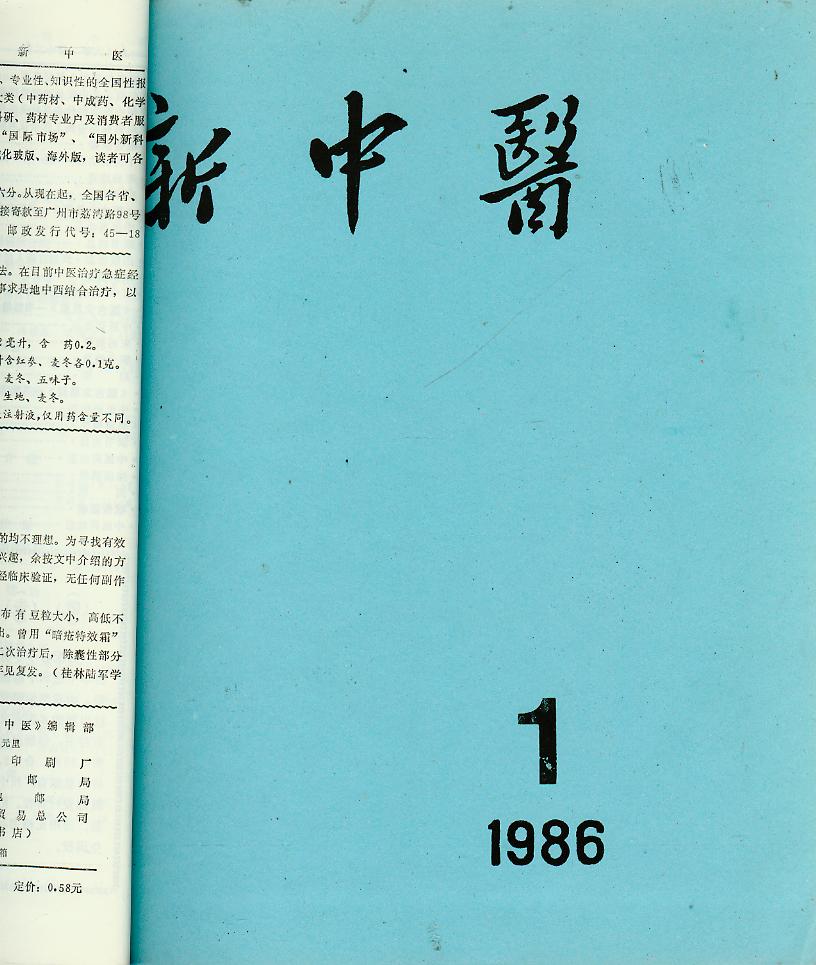 新 中 医
、专业性、知识性的全国性报
类（中药材、中成药、化学
研、药材专业户及消费者服
“国际市场”、“国外新科
化玻版、海外版，读者可各
六分。从现在起，全国各省、
接寄款至广州市荔湾路98号
邮政发行代号：45—18
法。在目前中医治疗急症经
事求是地中西结合治疗，以
毫升，含 药0.2。
含红参、麦冬各0.1克。
麦冬、五味子。
生地、麦冬。
注射液，仅用药含量不同。
的均不理想。为寻找有效
兴趣，余按文中介绍的方
经临床验证，无任何副作
布有豆粒大小，高低不
出。曾用“暗疮特效霜”
二次治疗后，除囊性部分
年见复发。（桂林陆军学
中医》编辑部
元里
印刷厂
邮 局
邮 局
贸易总公司
书店）
箱
定价：0.58元
新中醫
1
1986